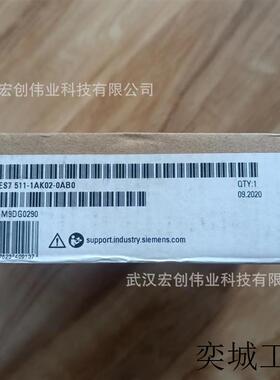 武汉宏创伟业科技有限公司
ES7 511-1AK02-0AB0
QTY:1
09.2020
M9DG0290
support.industry.siemens.com
武汉宏创伟业科技有限公司
奕城工